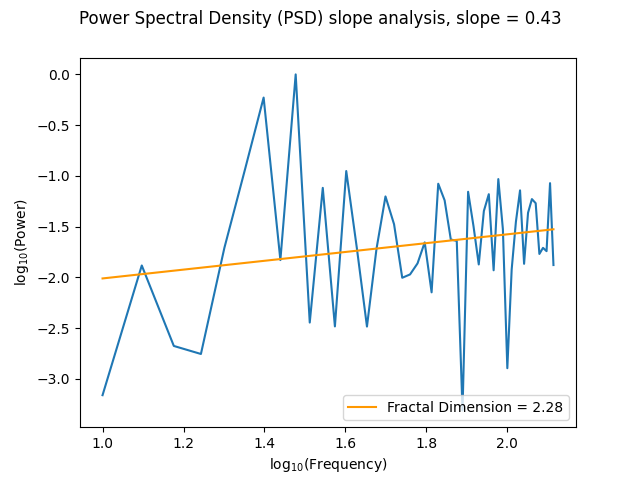 Power Spectral Density (PSD) slope analysis, slope = 0.43
0.0
−0.5
−1.0
−1.5
−2.0
−2.5
−3.0
log₁₀(Power)
Fractal Dimension = 2.28
1.0 1.2 1.4 1.6 1.8 2.0
log₁₀(Frequency)